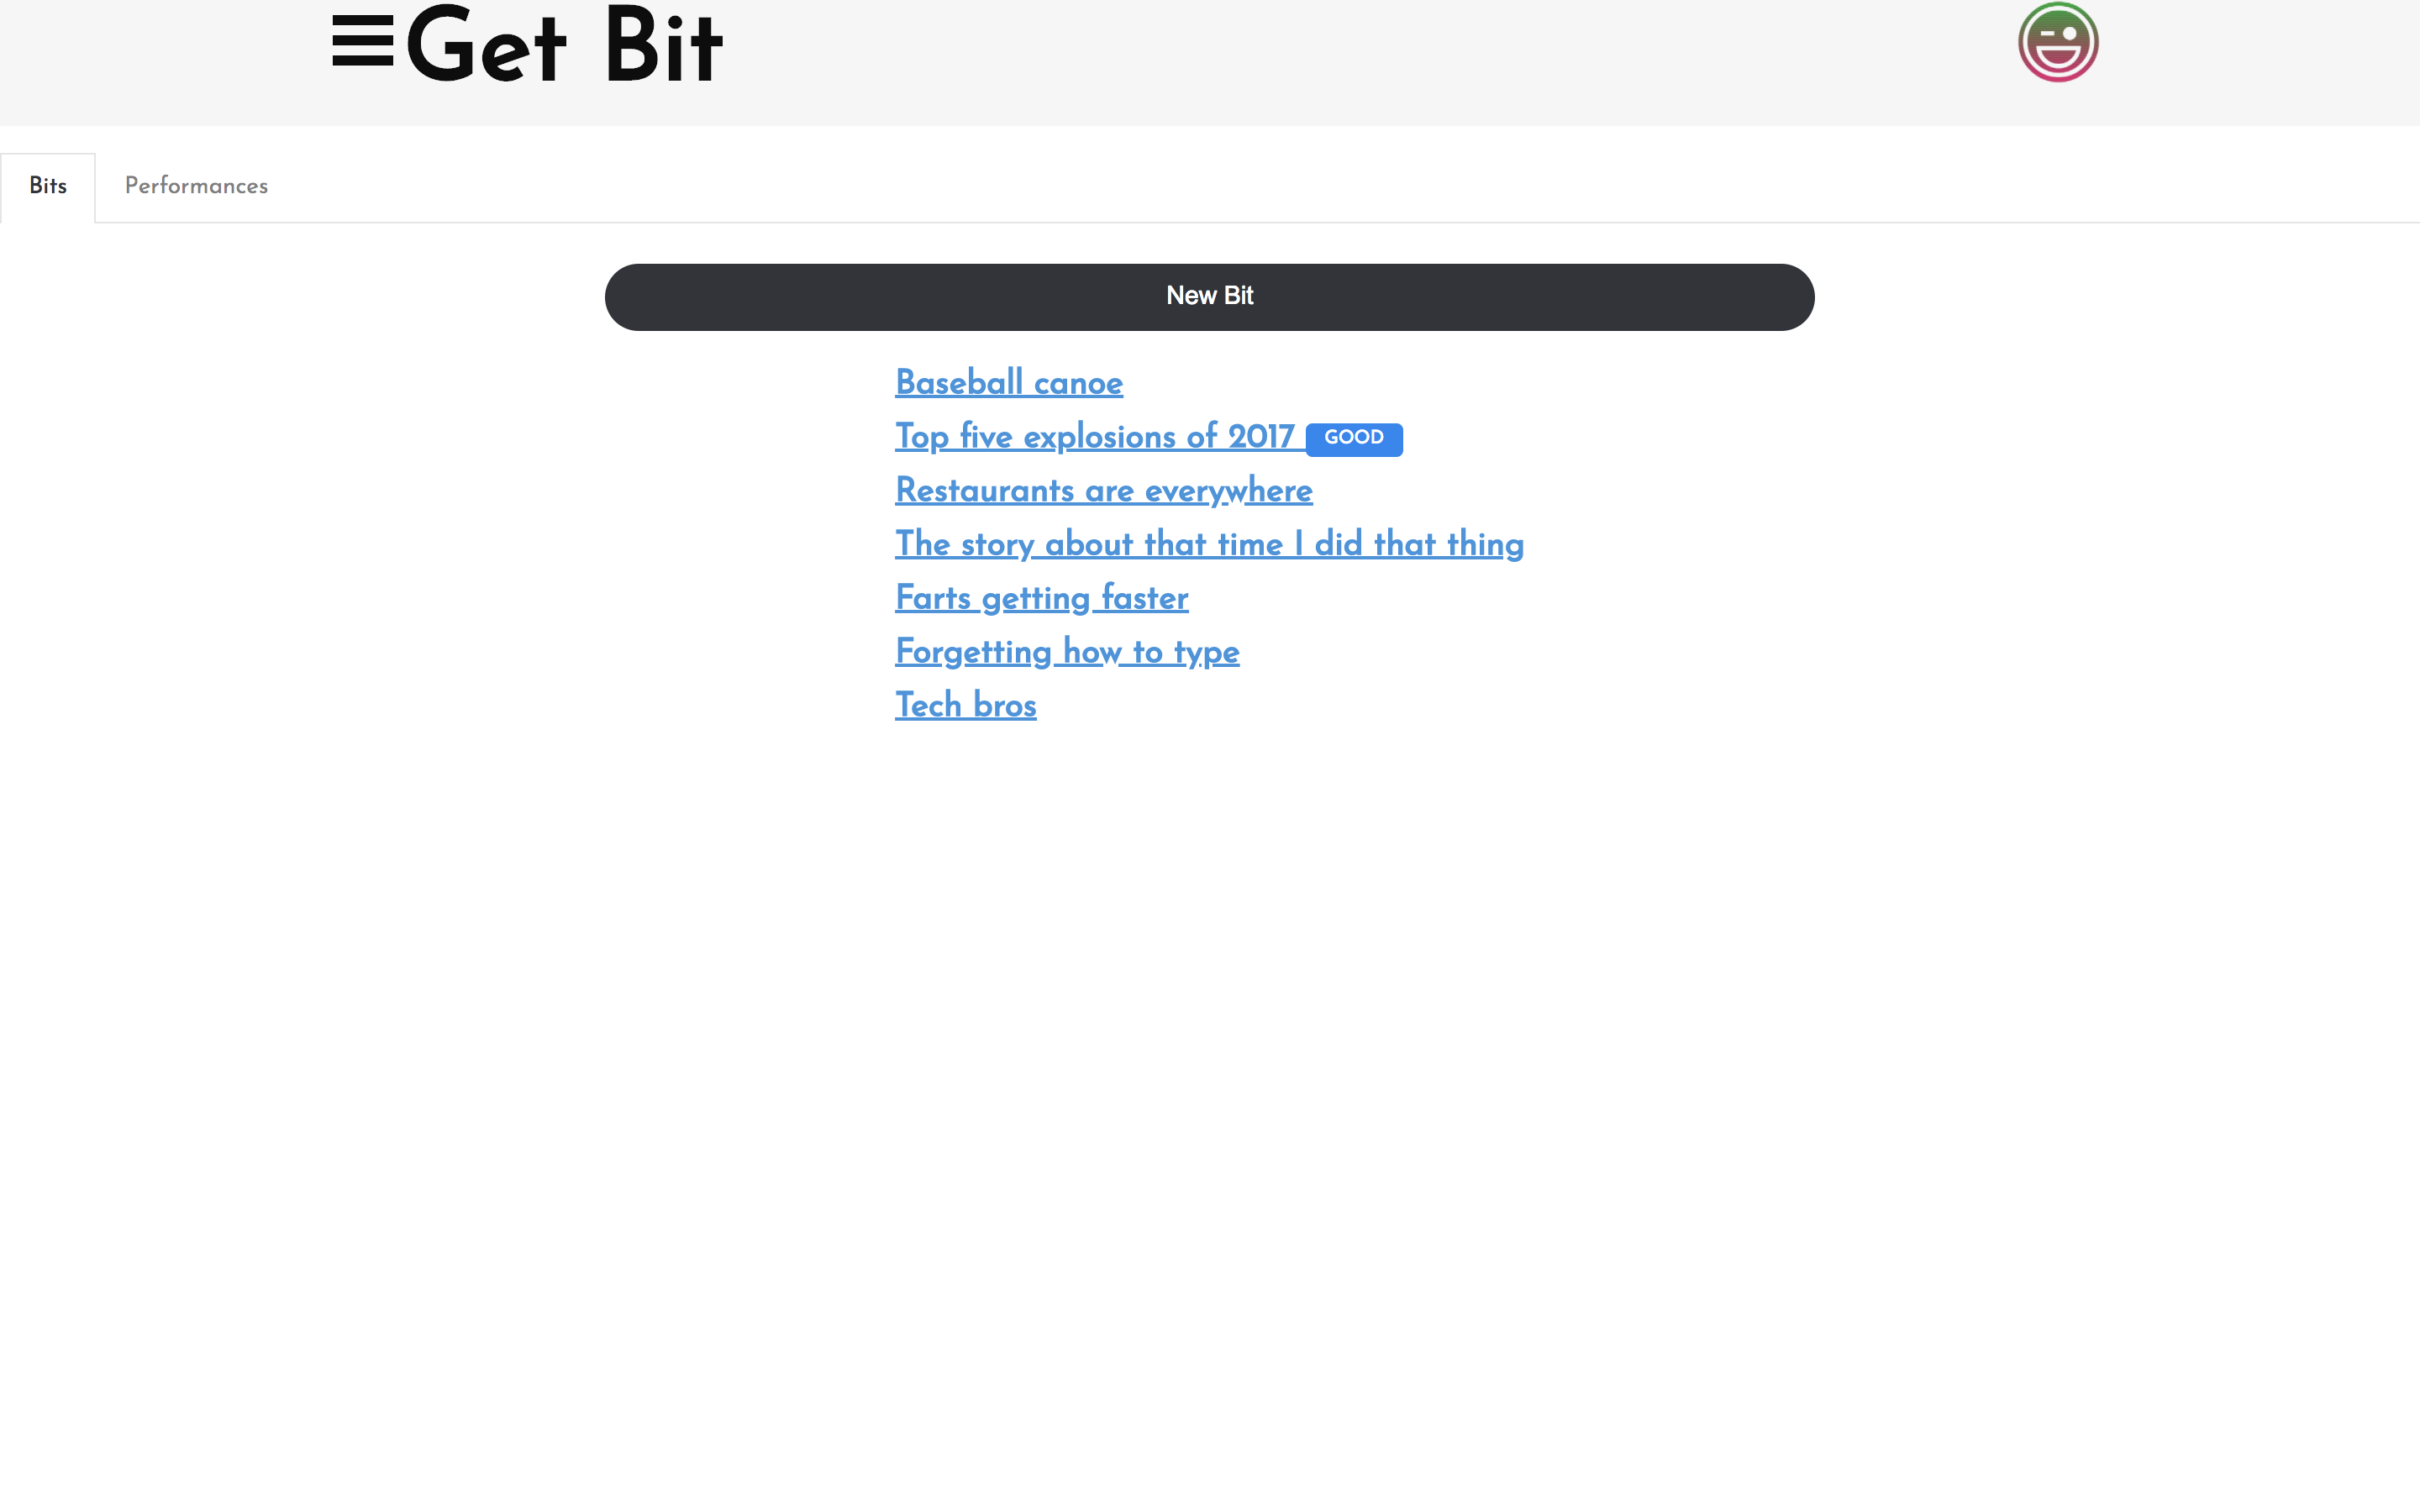 Get Bit
Bits
Performances
New Bit
Baseball canoe
Top five explosions of 2017 GOOD
Restaurants are everywhere
The story about that time I did that thing
Farts getting faster
Forgetting how to type
Tech bros